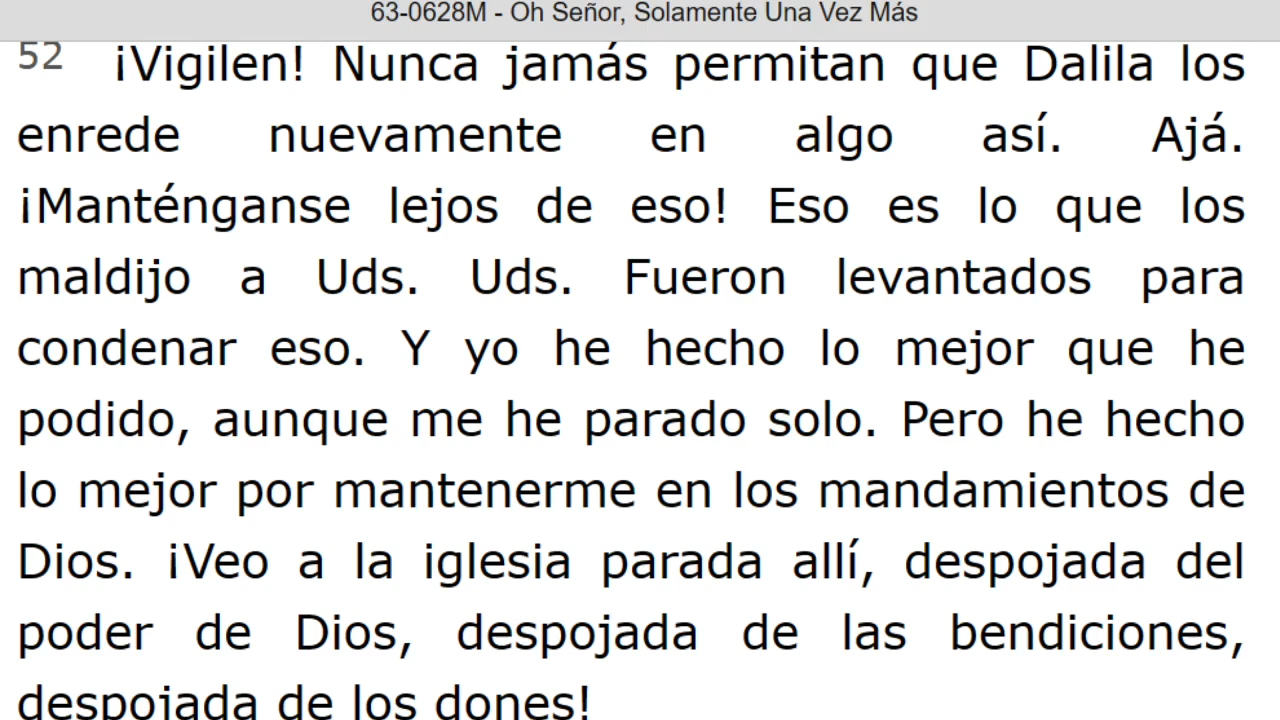 63-0628M - Oh Señor, Solamente Una Vez Más
52 ¡Vigilen! Nunca jamás permitan que Dalila los
enrede nuevamente en algo así. Ajá.
¡Manténganse lejos de eso! Eso es lo que los
maldijo a Uds. Uds. Fueron levantados para
condenar eso. Y yo he hecho lo mejor que he
podido, aunque me he parado solo. Pero he hecho
lo mejor por mantenerme en los mandamientos de
Dios. ¡Veo a la iglesia parada allí, despojada del
poder de Dios, despojada de las bendiciones,
despojada de los dones!